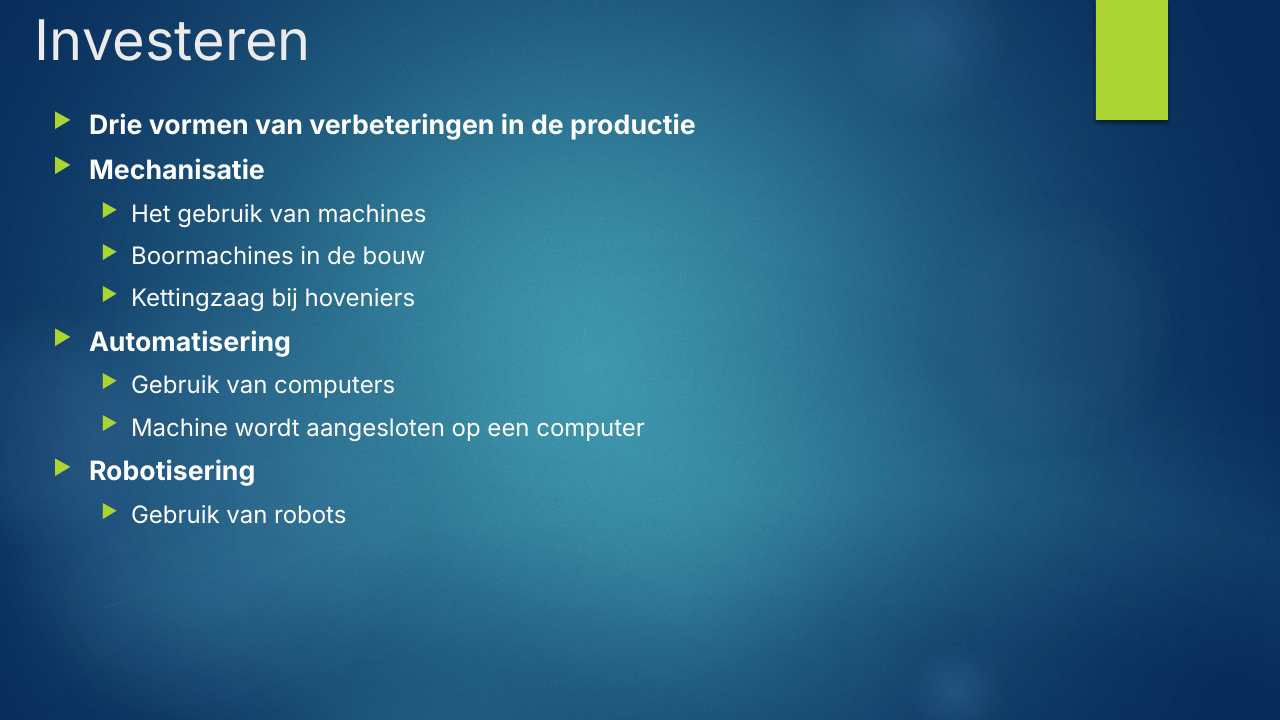 Investeren
Drie vormen van verbeteringen in de productie
Mechanisatie
Het gebruik van machines
Boormachines in de bouw
Kettingzaag bij hoveniers
Automatisering
Gebruik van computers
Machine wordt aangesloten op een computer
Robotisering
Gebruik van robots